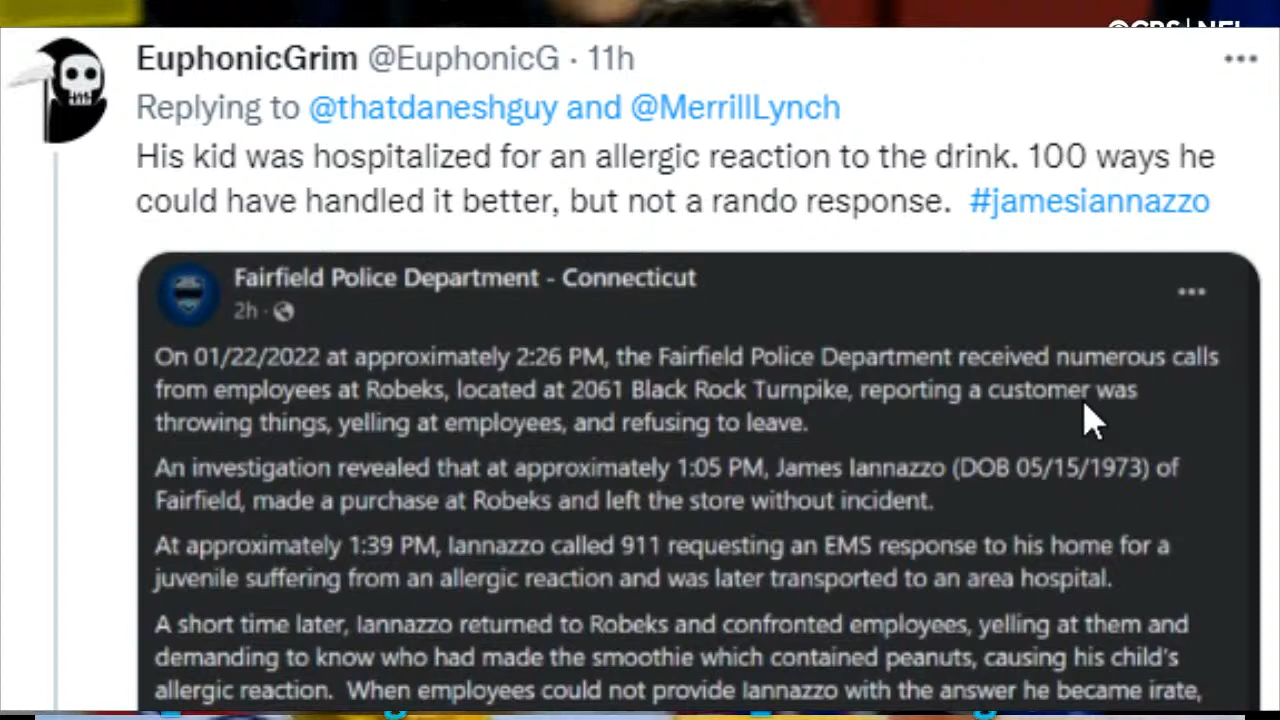 EuphonicGrim @EuphonicG · 11h
Replying to @thatdaneshguy and @MerrillLynch
His kid was hospitalized for an allergic reaction to the drink. 100 ways he
could have handled it better, but not a rando response. #jamesiannazzo
Fairfield Police Department - Connecticut
2h ·
On 01/22/2022 at approximately 2:26 PM, the Fairfield Police Department received numerous calls
from employees at Robeks, located at 2061 Black Rock Turnpike, reporting a customer was
throwing things, yelling at employees, and refusing to leave.
An investigation revealed that at approximately 1:05 PM, James Iannazzo (DOB 05/15/1973) of
Fairfield, made a purchase at Robeks and left the store without incident.
At approximately 1:39 PM, Iannazzo called 911 requesting an EMS response to his home for a
juvenile suffering from an allergic reaction and was later transported to an area hospital.
A short time later, Iannazzo returned to Robeks and confronted employees, yelling at them and
demanding to know who had made the smoothie which contained peanuts, causing his child's
allergic reaction. When employees could not provide Iannazzo with the answer he became irate,